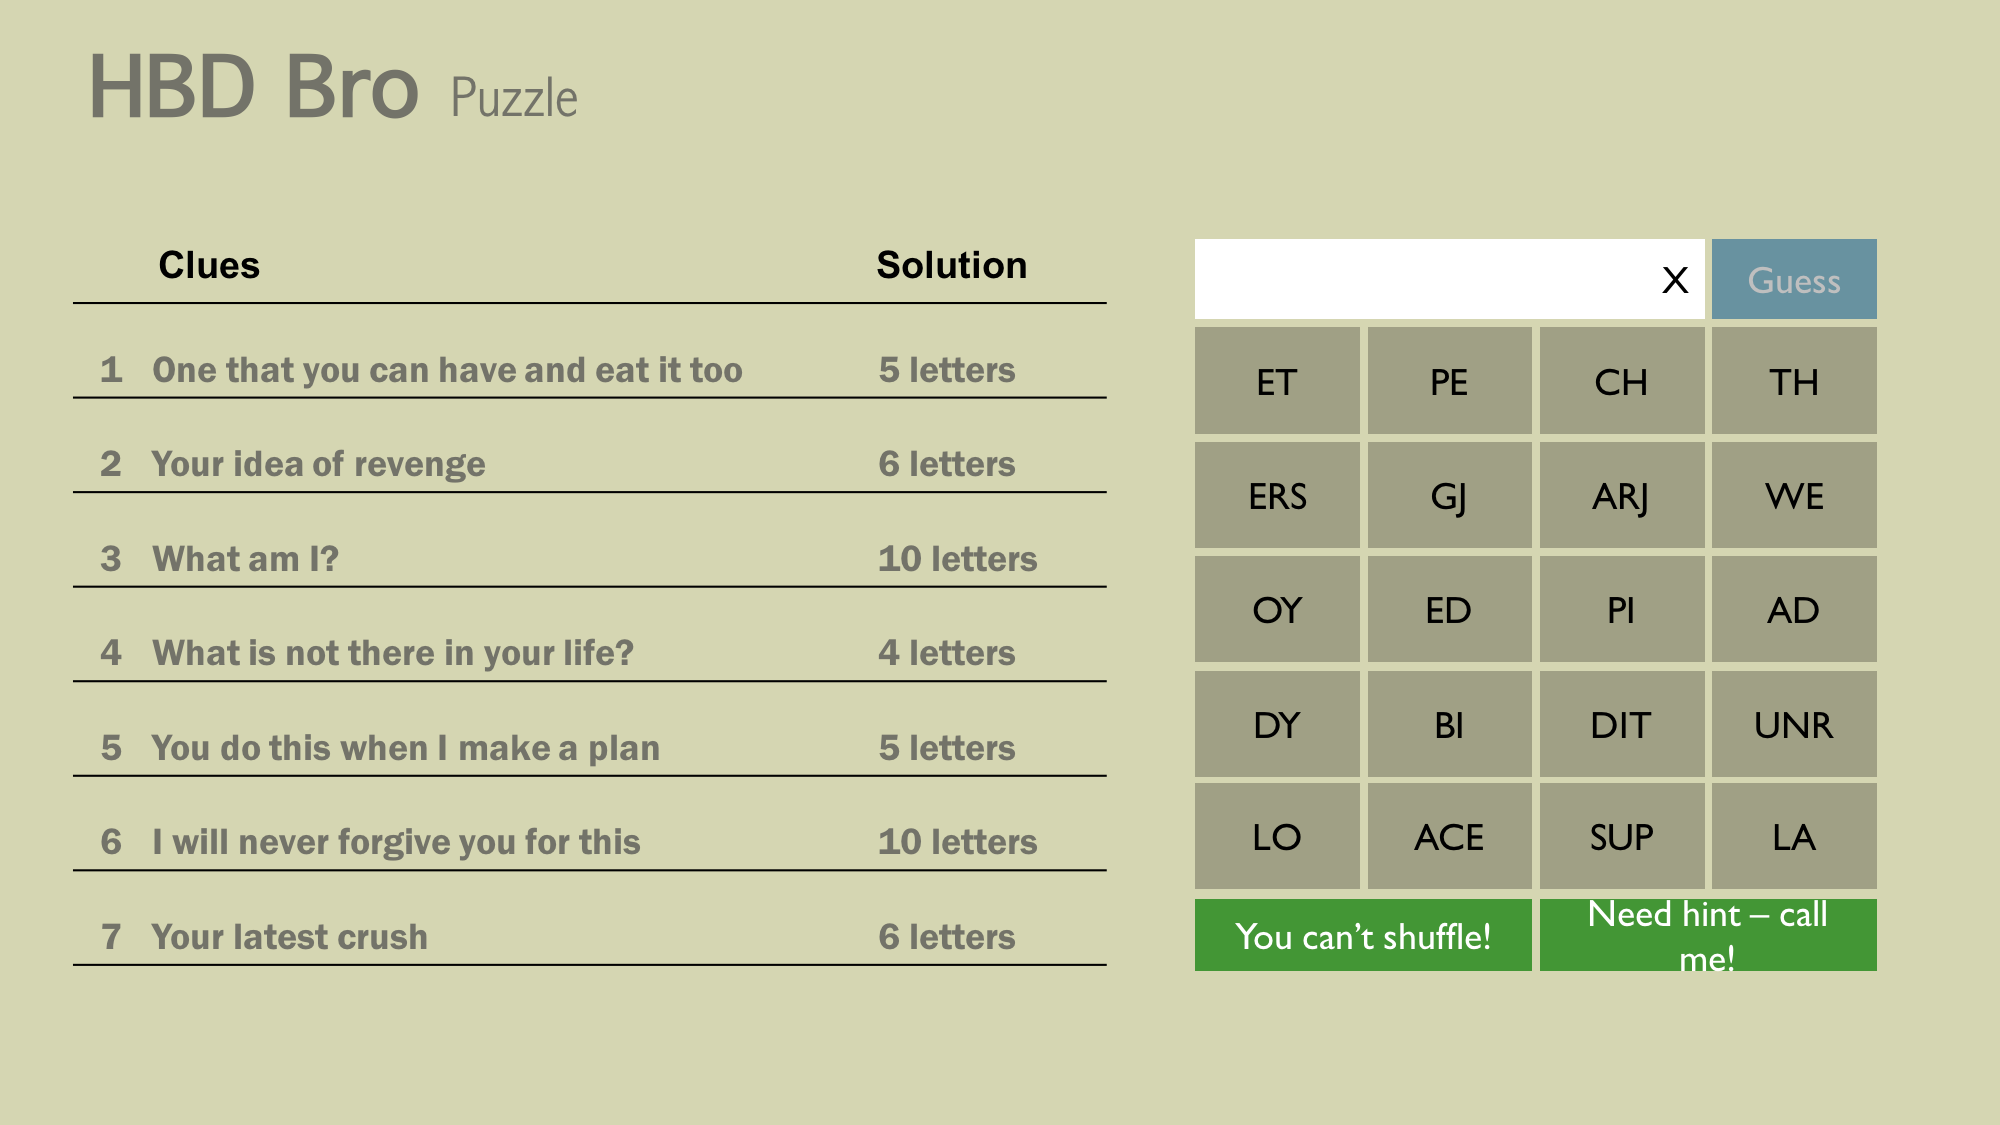 HBD Bro Puzzle
Clues Solution
1 One that you can have and eat it too 5 letters
2 Your idea of revenge 6 letters
3 What am I? 10 letters
4 What is not there in your life? 4 letters
5 You do this when I make a plan 5 letters
6 I will never forgive you for this 10 letters
7 Your latest crush 6 letters
X Guess
ET PE CH TH
ERS GJ ARJ WE
OY ED PI AD
DY BI DIT UNR
LO ACE SUP LA
You can’t shuffle!
Need hint – call
me!